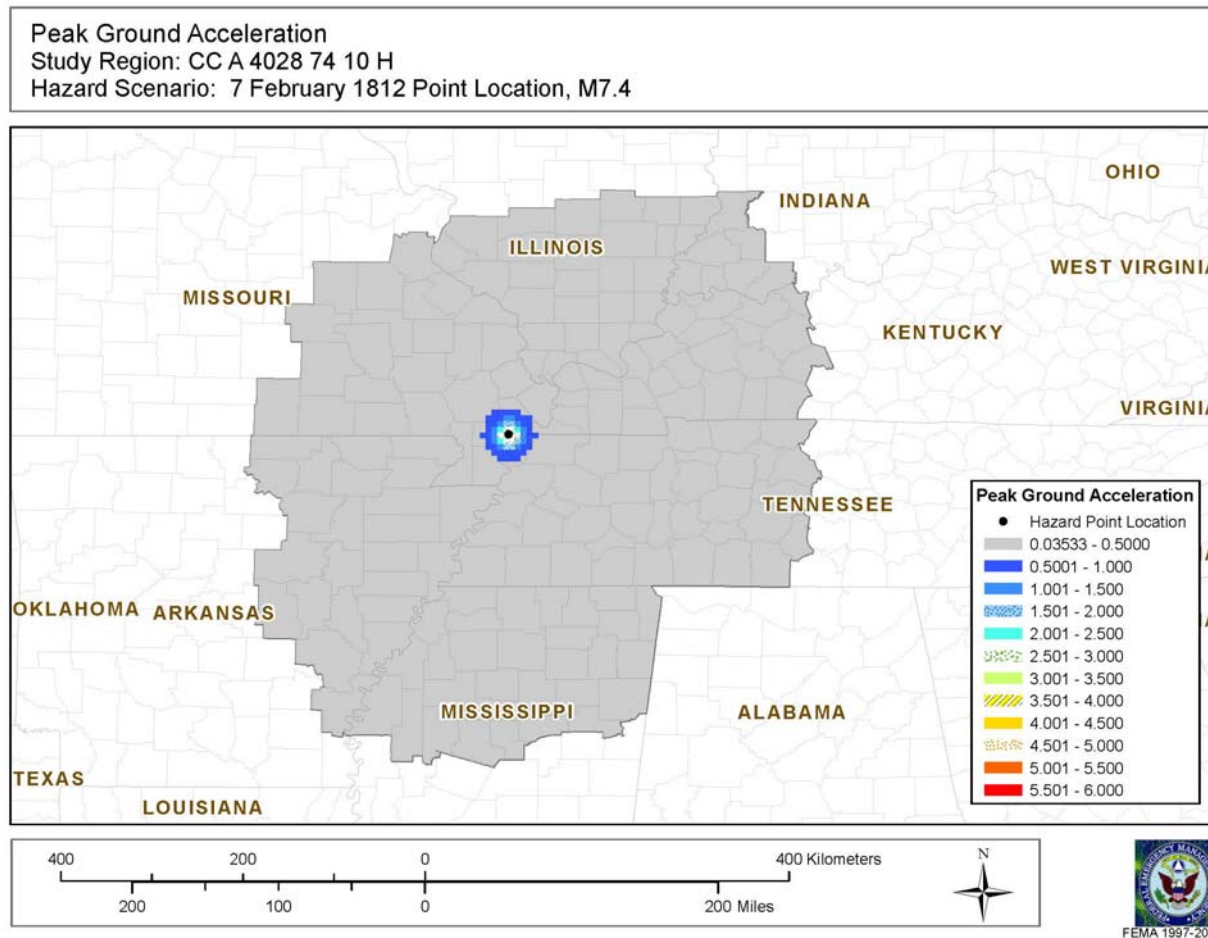 Peak Ground Acceleration
Study Region: CC A 4028 74 10 H
Hazard Scenario: 7 February 1812 Point Location, M7.4
OHIO
INDIANA
ILLINOIS
WEST VIRGINIA
MISSOURI
KENTUCKY
VIRGINIA
TENNESSEE
OKLAHOMA
ARKANSAS
MISSISSIPPI
ALABAMA
TEXAS
LOUISIANA
Peak Ground Acceleration
Hazard Point Location
0.03533 - 0.5000
0.5001 - 1.000
1.001 - 1.500
1.501 - 2.000
2.001 - 2.500
2.501 - 3.000
3.001 - 3.500
3.501 - 4.000
4.001 - 4.500
4.501 - 5.000
5.001 - 5.500
5.501 - 6.000
400 200 0 400 Kilometers
200 100 0 200 Miles
N
FEMA 1997-20